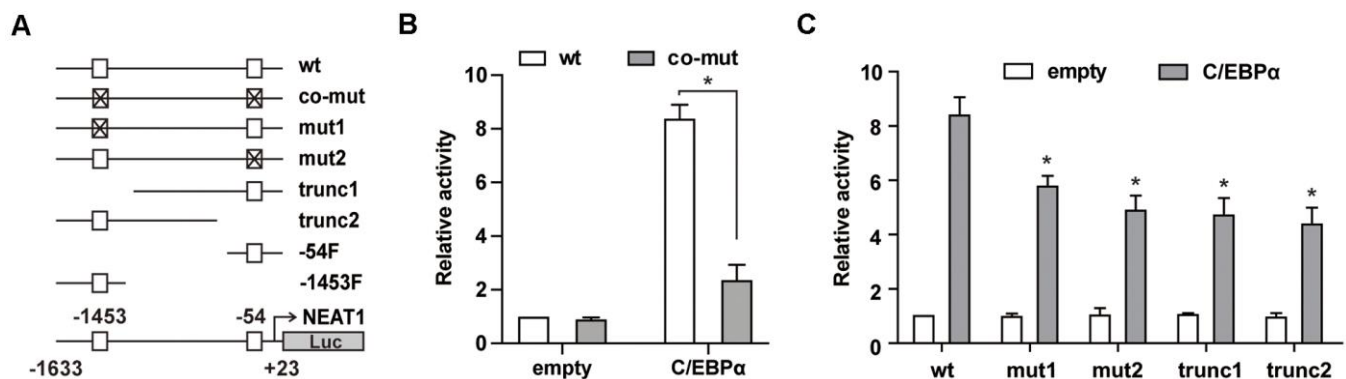 A
wt
co-mut
mut1
mut2
trunc1
trunc2
-54F
-1453F
-1453 -54 NEAT1
Luc
-1633 +23
B
wt co-mut
*
Relative activity
10
8
6
4
2
0
empty C/EBPα
C
empty C/EBPα
* * * *
Relative activity
10
8
6
4
2
0
wt mut1 mut2 trunc1 trunc2